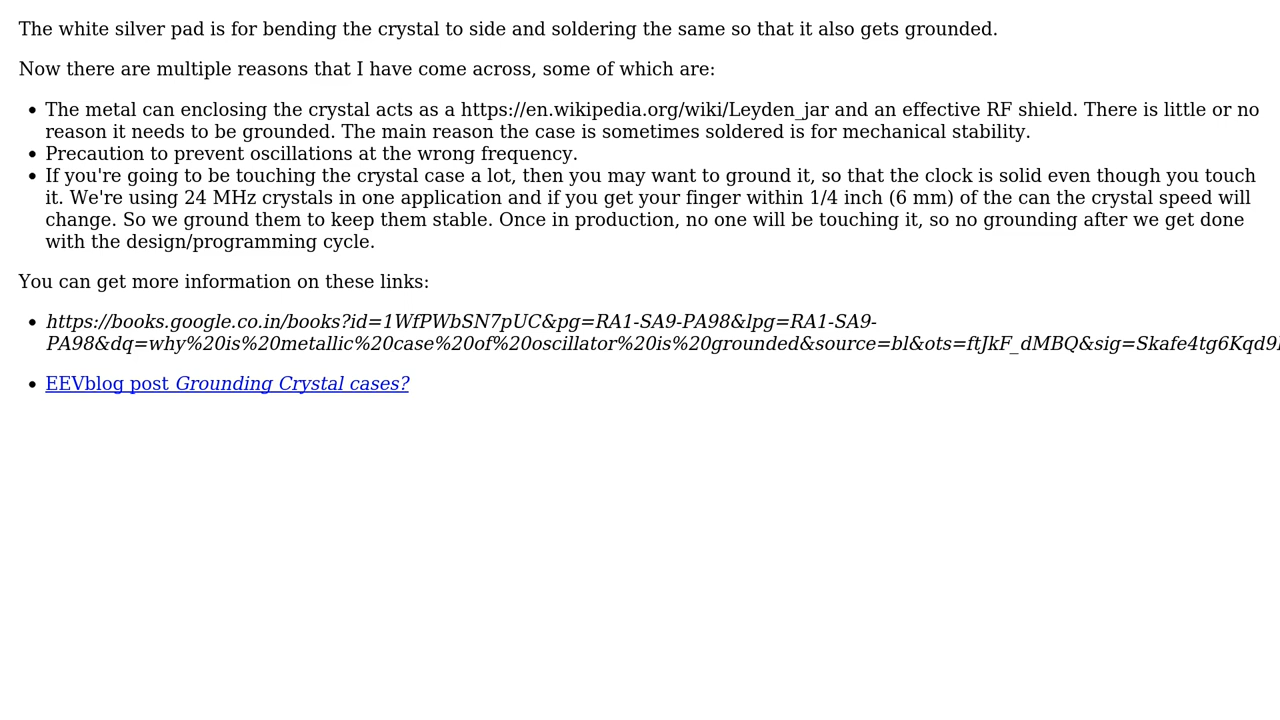 The white silver pad is for bending the crystal to side and soldering the same so that it also gets grounded.
Now there are multiple reasons that I have come across, some of which are:
• The metal can enclosing the crystal acts as a https://en.wikipedia.org/wiki/Leyden_jar and an effective RF shield. There is little or no
reason it needs to be grounded. The main reason the case is sometimes soldered is for mechanical stability.
• Precaution to prevent oscillations at the wrong frequency.
• If you're going to be touching the crystal case a lot, then you may want to ground it, so that the clock is solid even though you touch
it. We're using 24 MHz crystals in one application and if you get your finger within 1/4 inch (6 mm) of the can the crystal speed will
change. So we ground them to keep them stable. Once in production, no one will be touching it, so no grounding after we get done
with the design/programming cycle.
You can get more information on these links:
• https://books.google.co.in/books?id=1WfPWbSN7pUC&pg=RA1-SA9-PA98&lpg=RA1-SA9-
PA98&dq=why%20is%20metallic%20case%20of%20oscillator%20is%20grounded&source=bl&ots=ftJkF_dMBQ&sig=Skafe4tg6Kqd9
• EEVblog post Grounding Crystal cases?